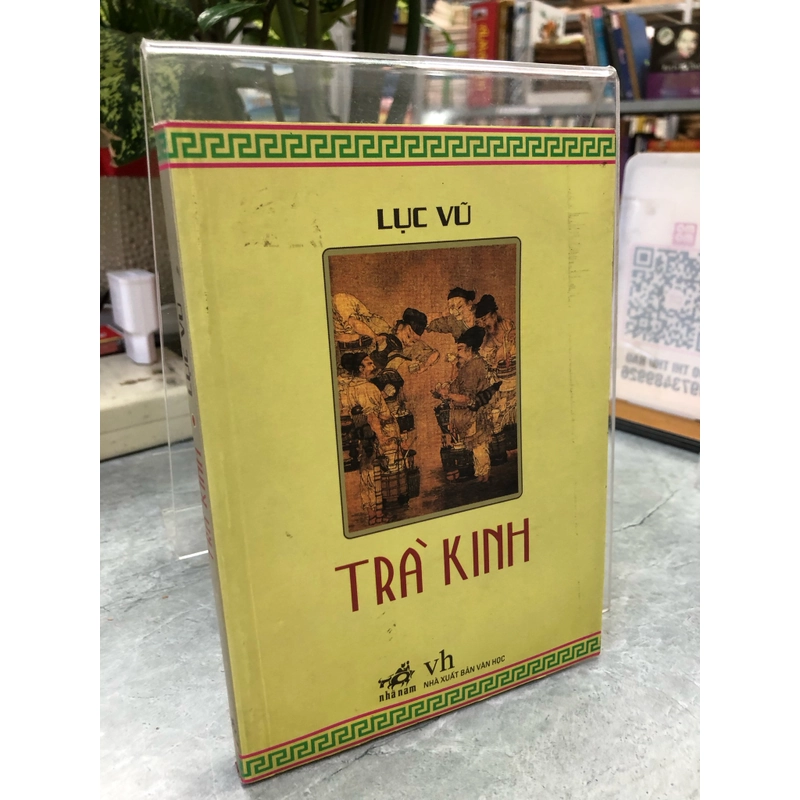 LỤC VŨ
TRÀ KINH
nhã nam
vh
NHÀ XUẤT BẢN VĂN HỌC